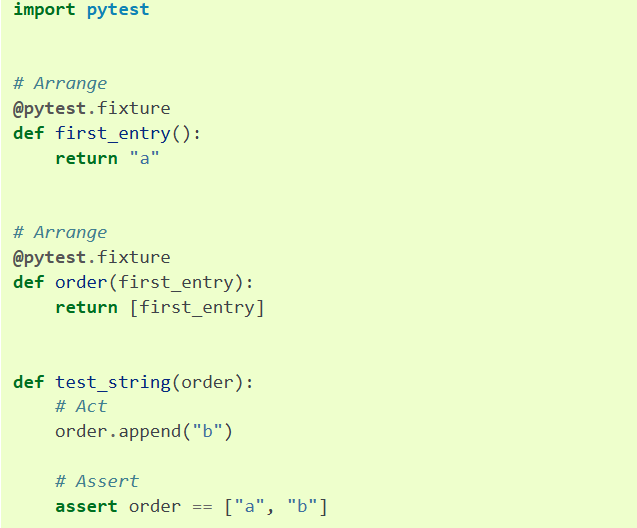 import pytest
# Arrange
@pytest.fixture
def first_entry():
    return "a"
# Arrange
@pytest.fixture
def order(first_entry):
    return [first_entry]
def test_string(order):
    # Act
    order.append("b")
    # Assert
    assert order == ["a", "b"]